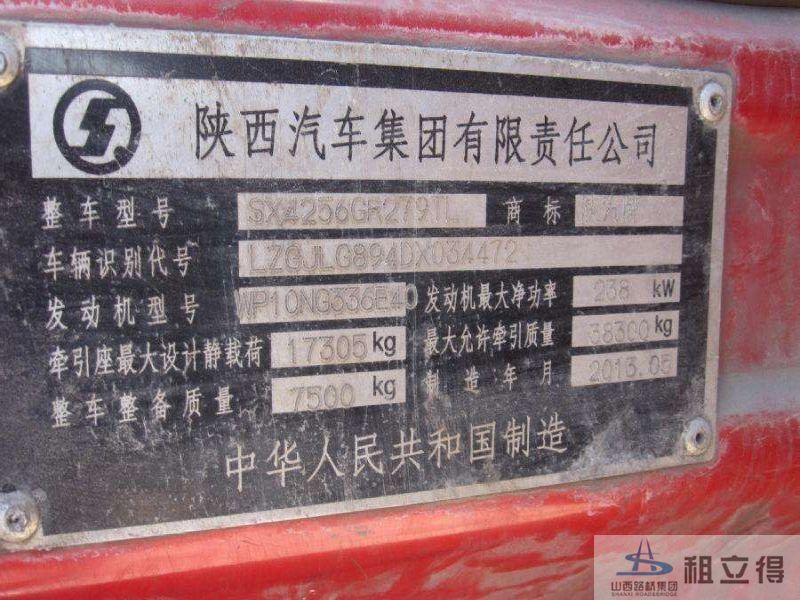 陕西汽车集团有限责任公司
整车型号 SX4256GR279TL 商标
车辆识别代号 LZGJLG894DX034472
发动机型号 WP10NG336E40 发动机最大净功率 238 kW
牵引座最大设计静载荷 17305 kg 最大允许牵引质量 38300 kg
整车整备质量 7500 kg 制造年月 2013.05
中华人民共和国制造
山西路桥集团 租立得
SHANXI ROAD&BRIDGE